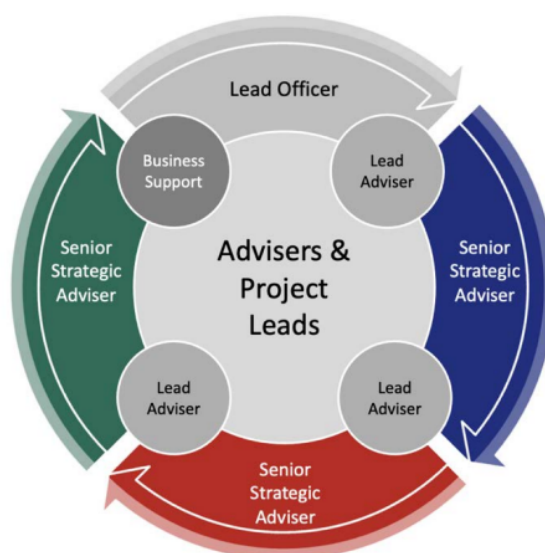 Lead Officer
Business
Support
Lead
Adviser
Senior
Strategic
Adviser
Advisers &
Project
Leads
Senior
Strategic
Adviser
Lead
Adviser
Lead
Adviser
Senior
Strategic
Adviser